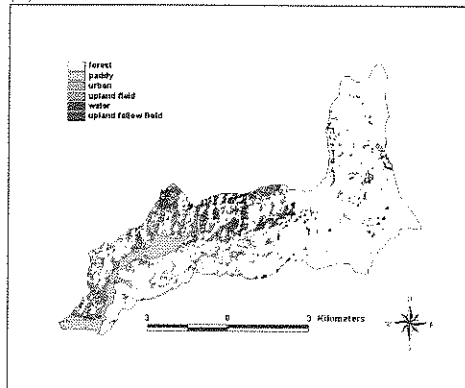 forest
paddy
urban
upland field
water
upland fallow field
3 0 3 Kilometers